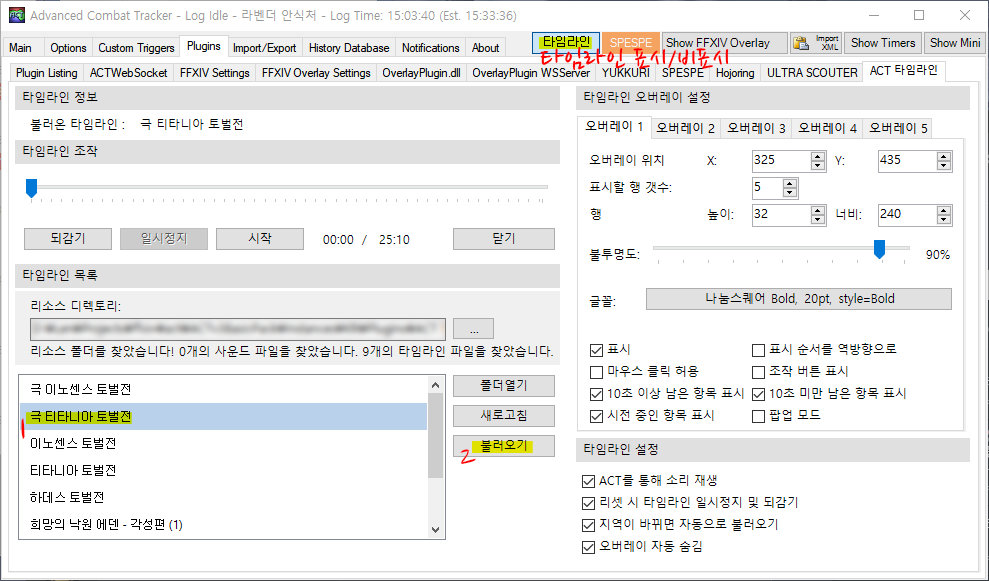 Advanced Combat Tracker - Log Idle - 라벤더 안식처 - Log Time: 15:03:40 (Est. 15:33:36)
Main Options Custom Triggers Plugins Import/Export History Database Notifications About
타임라인 SPESPE Show FFXIV Overlay Import XML Show Timers Show Mini
타임라인 표시/비표시
Plugin Listing ACTWebSocket FFXIV Settings FFXIV Overlay Settings OverlayPlugin.dll OverlayPlugin WSServer YUKKURI SPESPE Hojoring ULTRA SCOUTER ACT 타임라인
타임라인 정보
불러온 타임라인 : 극 티타니아 토벌전
타임라인 조작
되감기 일시정지 시작 00:00 / 25:10 닫기
타임라인 목록
리소스 디렉토리:
...
리소스 폴더를 찾았습니다! 0개의 사운드 파일을 찾았습니다. 9개의 타임라인 파일을 찾았습니다.
극 이노센스 토벌전
극 티타니아 토벌전
이노센스 토벌전
티타니아 토벌전
하데스 토벌전
희망의 낙원 에덴 - 각성편 (1)
1
폴더열기
새로고침
2 불러오기
타임라인 오버레이 설정
오버레이 1 오버레이 2 오버레이 3 오버레이 4 오버레이 5
오버레이 위치 X: 325 Y: 435
표시할 행 갯수: 5
행 높이: 32 너비: 240
불투명도: 90%
글꼴: 나눔스퀘어 Bold, 20pt, style=Bold
표시 표시 순서를 역방향으로
마우스 클릭 허용 조작 버튼 표시
10초 이상 남은 항목 표시 10초 미만 남은 항목 표시
시전 중인 항목 표시 팝업 모드
타임라인 설정
ACT를 통해 소리 재생
리셋 시 타임라인 일시정지 및 되감기
지역이 바뀌면 자동으로 불러오기
오버레이 자동 숨김